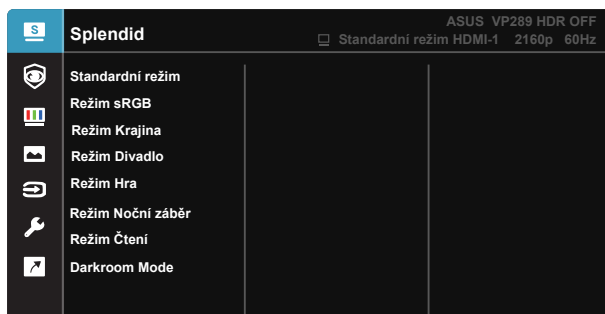 S
ASUS VP289 HDR OFF
Splendid
Standardní režim HDMI-1 2160p 60Hz
Standardní režim
Režim sRGB
Režim Krajina
Režim Divadlo
Režim Hra
Režim Noční záběr
Režim Čtení
Darkroom Mode